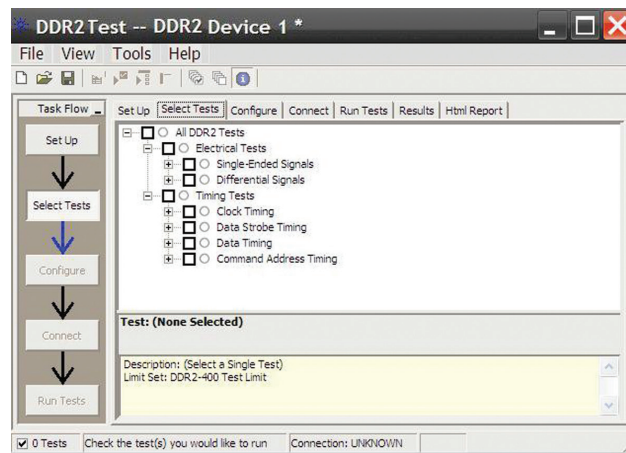 DDR2 Test -- DDR2 Device 1 *
File View Tools Help
Task Flow _
Set Up
Select Tests
Configure
Connect
Run Tests
Set Up Select Tests Configure Connect Run Tests Results Html Report
All DDR2 Tests
Electrical Tests
Single-Ended Signals
Differential Signals
Timing Tests
Clock Timing
Data Strobe Timing
Data Timing
Command Address Timing
Test: (None Selected)
Description: (Select a Single Test)
Limit Set: DDR2-400 Test Limit
0 Tests Check the test(s) you would like to run Connection: UNKNOWN